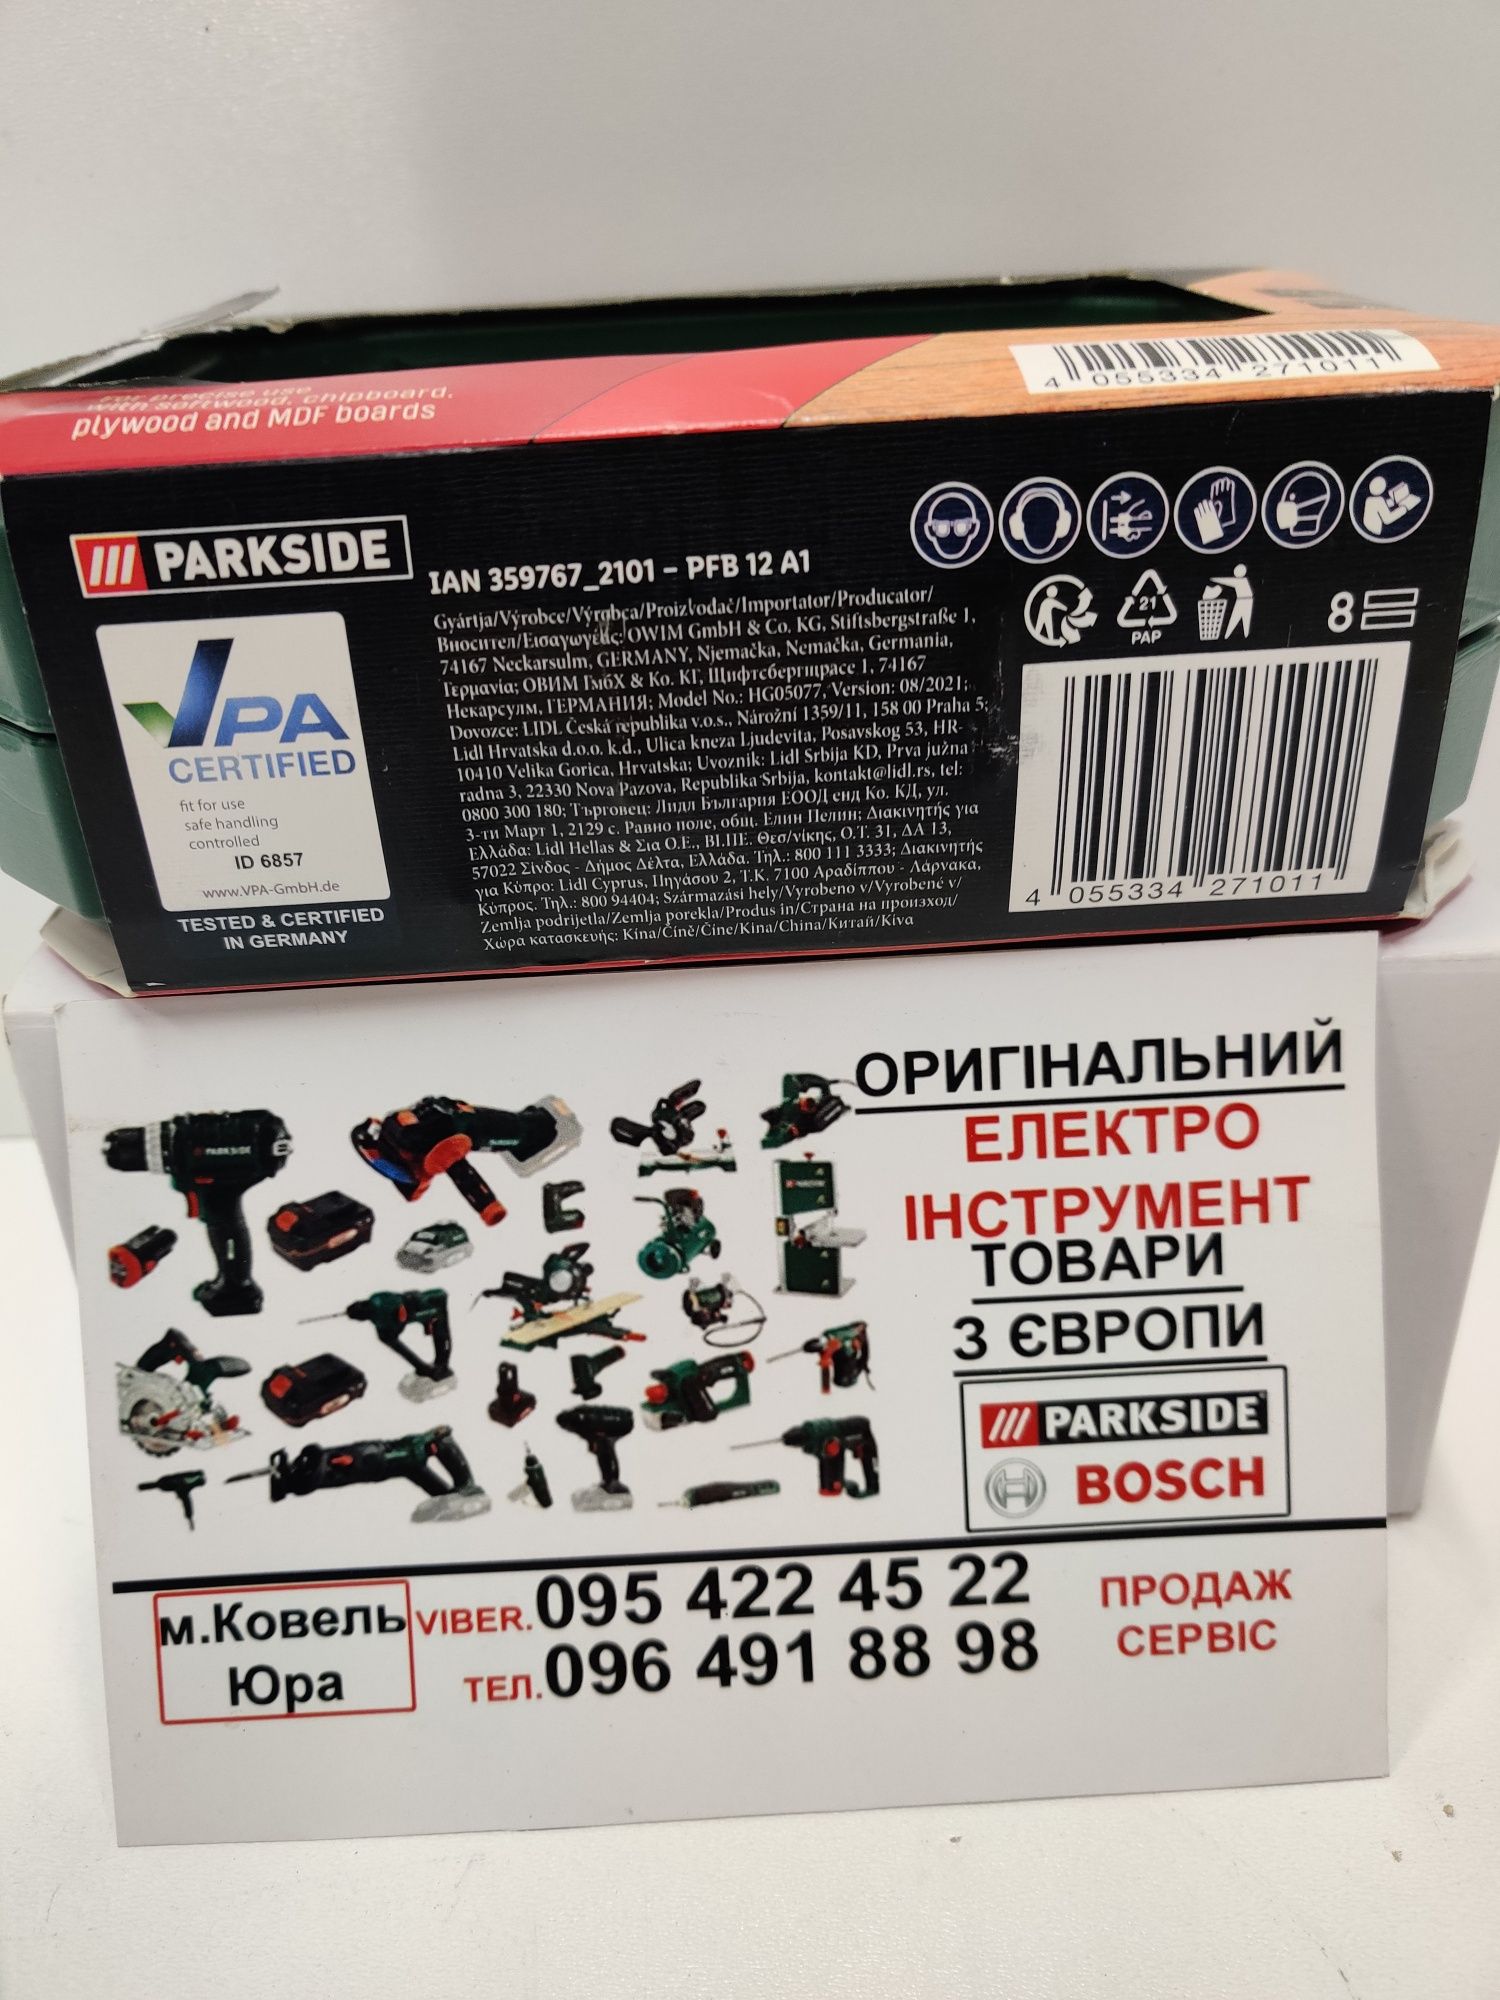 for precise use
with softwood, chipboard,
plywood and MDF boards
4 055334 271011
PARKSIDE
IAN 359767_2101 – PFB 12 A1
Gyártja/Výrobce/Výrobca/Proizvođač/Importator/Producator/
Вносител/Εισαγωγέας: OWIM GmbH & Co. KG, Stiftsbergstraße 1,
74167 Neckarsulm, GERMANY, Njemačka, Nemačka, Germania,
Γερμανία; ОВИМ ГмбХ & Ко. КГ, Щифтсбергщрасе 1, 74167
Некарсулм, ГЕРМАНИЯ; Model No.: HG05077, Version: 08/2021;
Dovozce: LIDL Česká republika v.o.s., Nárožní 1359/11, 158 00 Praha 5;
Lidl Hrvatska d.o.o. k.d., Ulica kneza Ljudevita, Posavskog 53, HR-
10410 Velika Gorica, Hrvatska; Uvoznik: Lidl Srbija KD, Prva južna
radna 3, 22330 Nova Pazova, Republika Srbija, kontakt@lidl.rs, tel:
0800 300 180; Търговец: Лидл България ЕООД енд Ко. КД, ул.
3-ти Март 1, 2129 с. Равно поле, общ. Елин Пелин; Διακινητής για
Ελλάδα: Lidl Hellas & Σια Ο.Ε., ΒΙ.ΠΕ. Θεσ/νίκης, Ο.Τ. 31, ΔΑ 13,
57022 Σίνδος - Δήμος Δέλτα, Ελλάδα. Τηλ.: 800 111 3333; Διακινητής
για Κύπρο: Lidl Cyprus, Πηγάσου 2, Τ.Κ. 7100 Αραδίππου - Λάρνακα,
Κύπρος. Τηλ.: 800 94404; Származási hely/Vyrobeno v/Vyrobené v/
Zemlja podrijetla/Zemlja porekla/Produs în/Страна на произход/
Χώρα κατασκευής: Kína/Číně/Čine/Kina/China/Китай/Κίνα
VPA
CERTIFIED
fit for use
safe handling
controlled
ID 6857
www.VPA-GmbH.de
TESTED & CERTIFIED
IN GERMANY
21
PAP
8
4 055334 271011
ОРИГІНАЛЬНИЙ
ЕЛЕКТРО
ІНСТРУМЕНТ
ТОВАРИ
З ЄВРОПИ
PARKSIDE
BOSCH
PARKSIDE
м.Ковель
Юра
VIBER. 095 422 45 22
ТЕЛ. 096 491 88 98
ПРОДАЖ
СЕРВІС